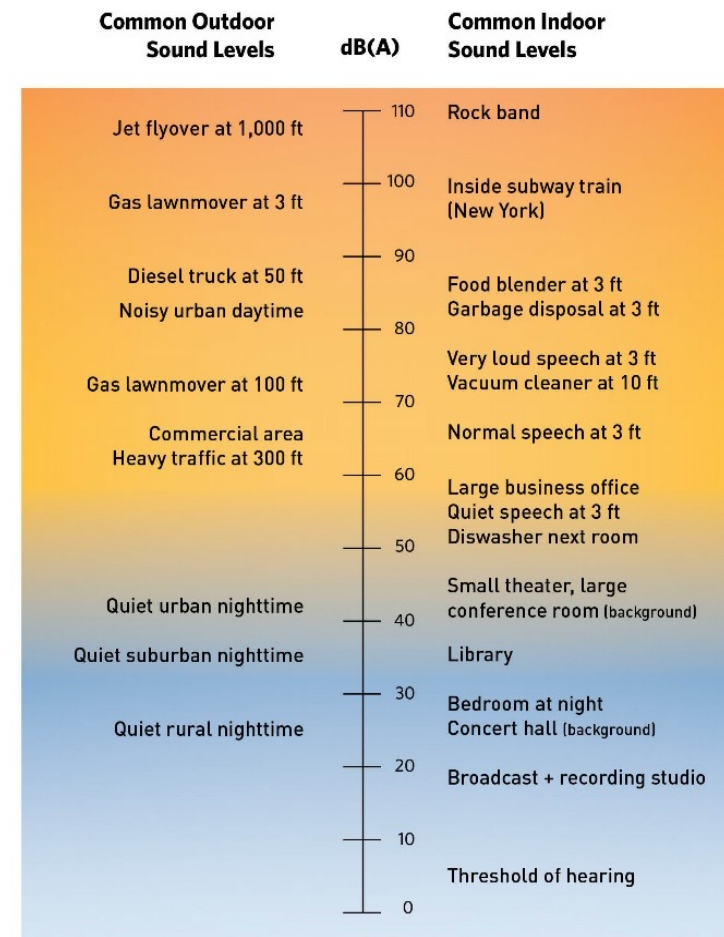 Common Outdoor
Sound Levels
dB(A)
Common Indoor
Sound Levels
110
Rock band
Jet flyover at 1,000 ft
100
Inside subway train
(New York)
Gas lawnmover at 3 ft
90
Diesel truck at 50 ft
Food blender at 3 ft
Noisy urban daytime
Garbage disposal at 3 ft
80
Very loud speech at 3 ft
Gas lawnmover at 100 ft
Vacuum cleaner at 10 ft
70
Commercial area
Normal speech at 3 ft
Heavy traffic at 300 ft
60
Large business office
Quiet speech at 3 ft
Diswasher next room
50
Small theater, large
Quiet urban nighttime
conference room (background)
40
Quiet suburban nighttime
Library
30
Bedroom at night
Quiet rural nighttime
Concert hall (background)
20
Broadcast + recording studio
10
Threshold of hearing
0